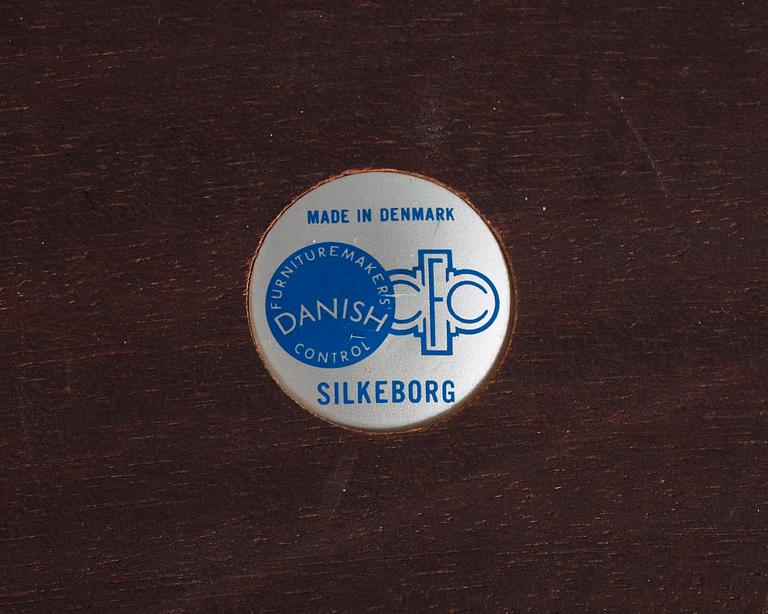 MADE IN DENMARK
FURNITUREMAKERS'
DANISH
CONTROL
CFC
SILKEBORG